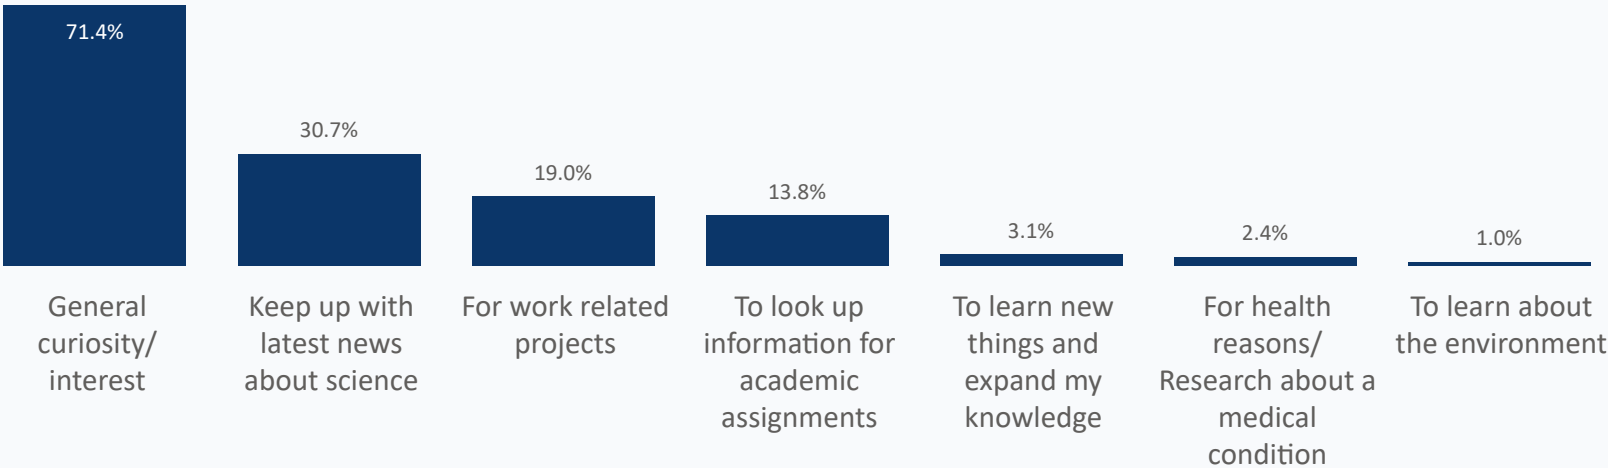 71.4%
30.7%
19.0%
13.8%
3.1%
2.4%
1.0%
General
curiosity/
interest
Keep up with
latest news
about science
For work related
projects
To look up
information for
academic
assignments
To learn new
things and
expand my
knowledge
For health
reasons/
Research about a
medical
condition
To learn about
the environment